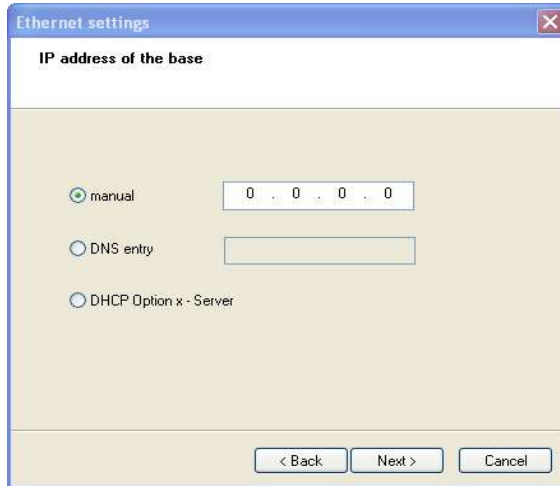 Ethernet settings
IP address of the base
manual
0 . 0 . 0 . 0
DNS entry
DHCP Option x - Server
< Back Next > Cancel